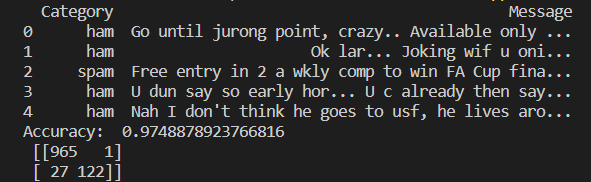 Category Message
0 ham Go until jurong point, crazy.. Available only ...
1 ham Ok lar... Joking wif u oni...
2 spam Free entry in 2 a wkly comp to win FA Cup fina...
3 ham U dun say so early hor... U c already then say...
4 ham Nah I don't think he goes to usf, he lives aro...
Accuracy: 0.9748878923766816
[[965 1]
[ 27 122]]